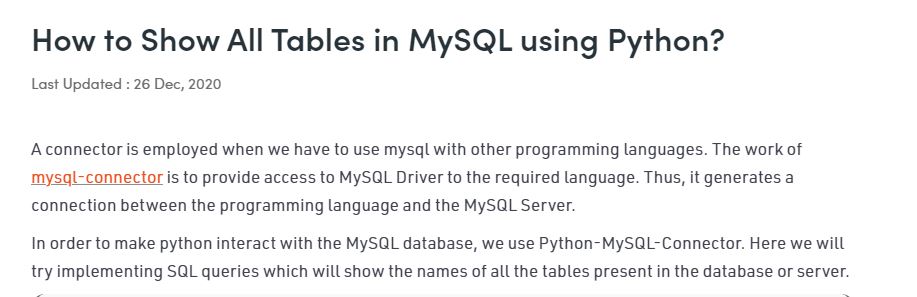 How to Show All Tables in MySQL using Python?
Last Updated : 26 Dec, 2020
A connector is employed when we have to use mysql with other programming languages. The work of
mysql-connector is to provide access to MySQL Driver to the required language. Thus, it generates a
connection between the programming language and the MySQL Server.
In order to make python interact with the MySQL database, we use Python-MySQL-Connector. Here we will
try implementing SQL queries which will show the names of all the tables present in the database or server.